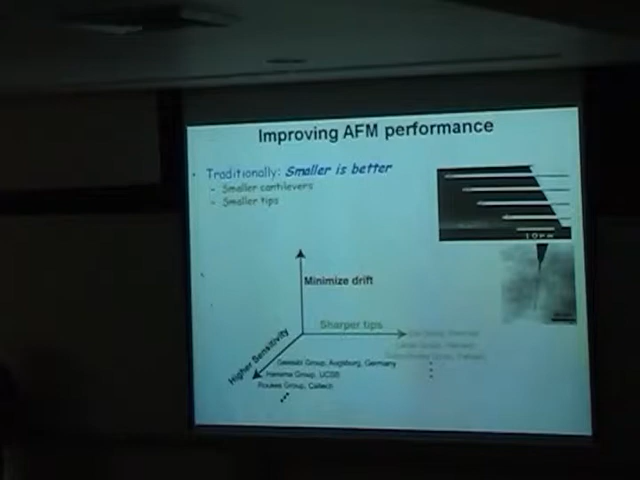 Improving AFM performance
Traditionally: Smaller is better
- Smaller cantilevers
- Smaller tips
10μm
Minimize drift
Sharper tips
Higher Sensitivity
Group, Augsburg, Germany
Hansma Group, UCSB
Roukes Group, Caltech